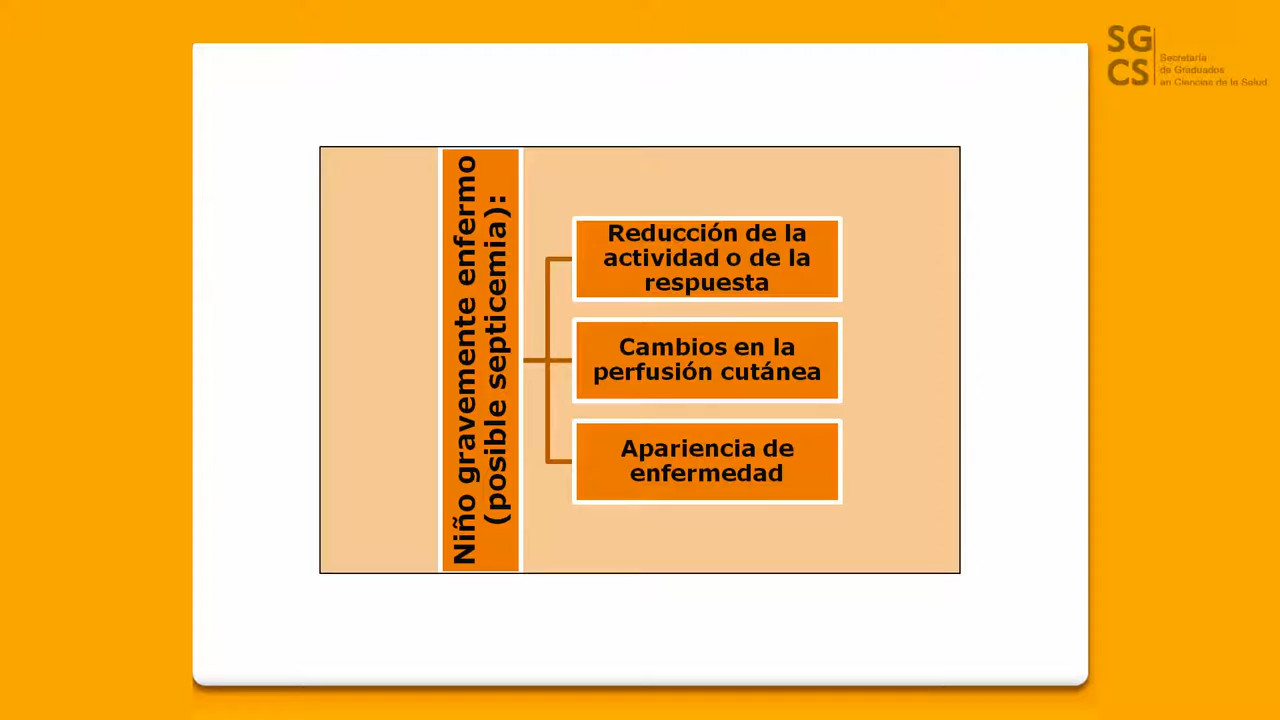 SG
CS
Secretaría
de Graduados
en Ciencias de la Salud
Niño gravemente enfermo
(posible septicemia):
Reducción de la
actividad o de la
respuesta
Cambios en la
perfusión cutánea
Apariencia de
enfermedad